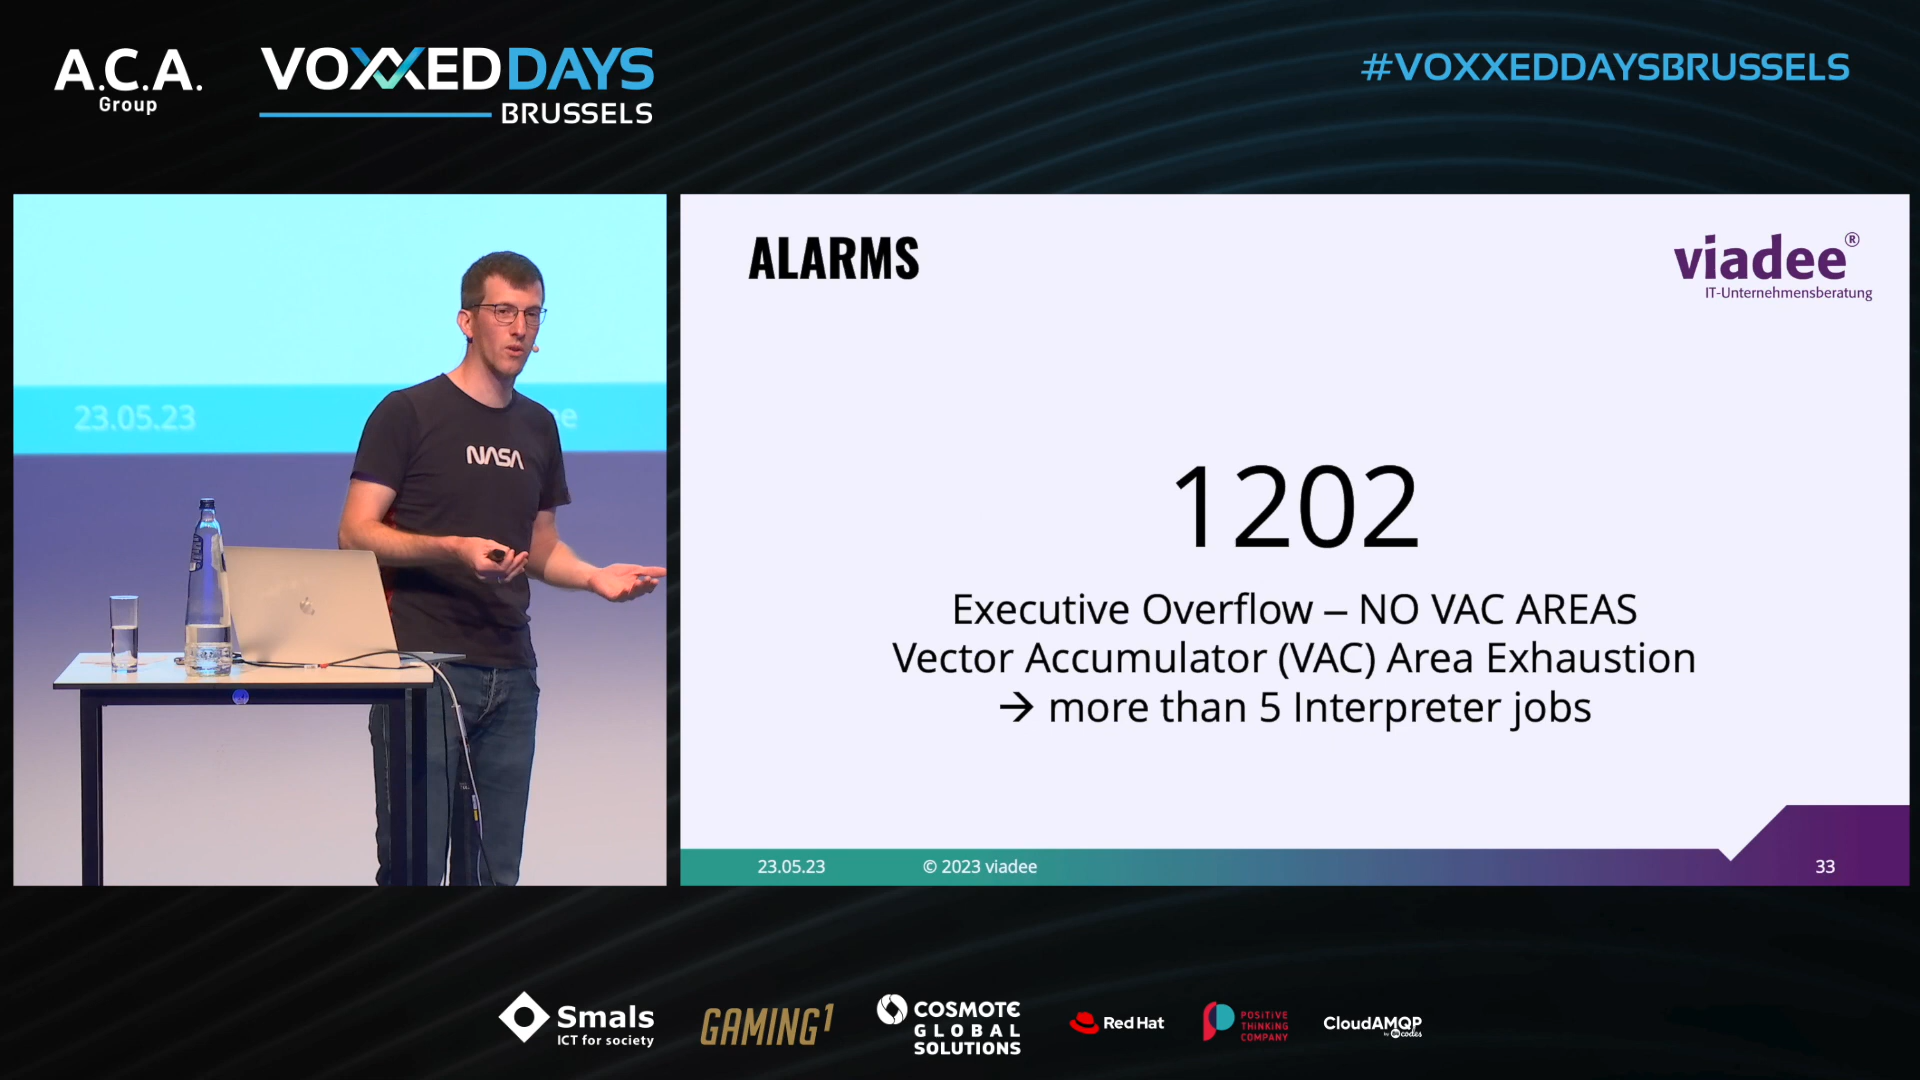 A.C.A.
Group
VOXXEDDAYS
BRUSSELS
#VOXXEDDAYSBRUSSELS
23.05.23
NASA
ALARMS
viadee®
IT-Unternehmensberatung
1202
Executive Overflow – NO VAC AREAS
Vector Accumulator (VAC) Area Exhaustion
→ more than 5 Interpreter jobs
23.05.23
© 2023 viadee
33
Smals
ICT for society
GAMING1
COSMOTE
GLOBAL
SOLUTIONS
Red Hat
POSITIVE
THINKING
COMPANY
CloudAMQP